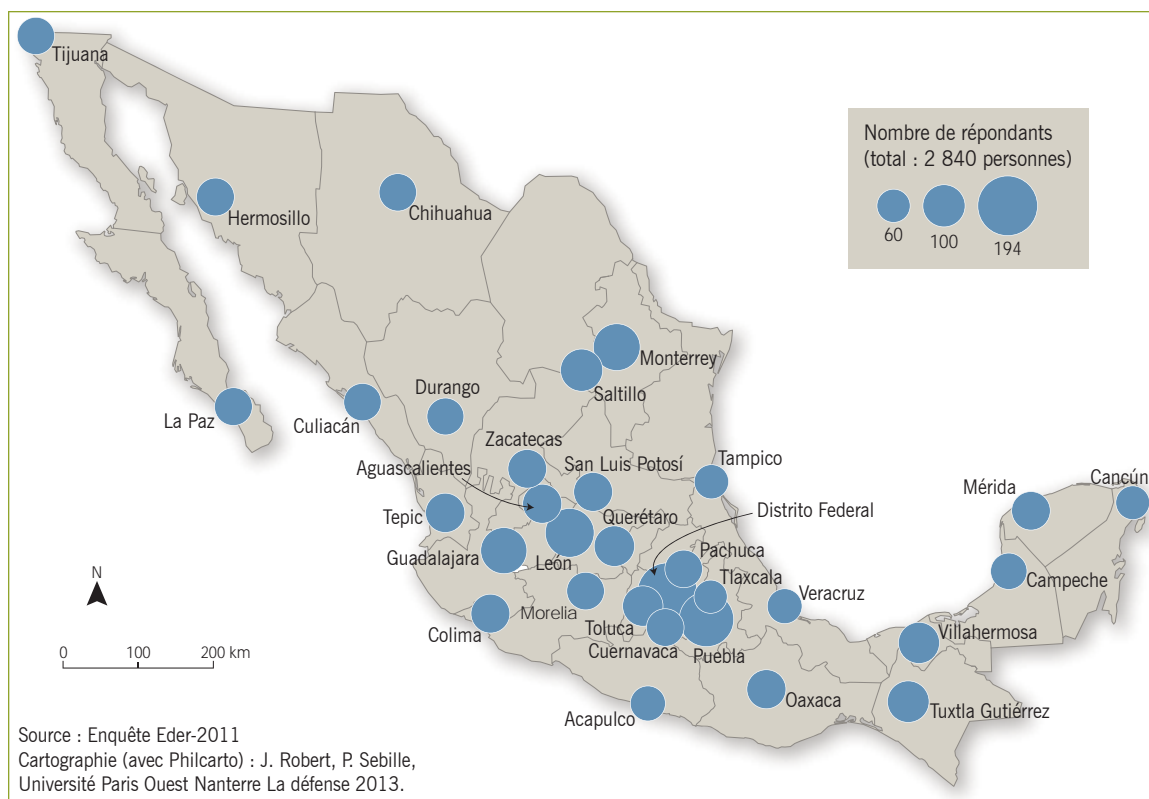 Tijuana
Hermosillo
Chihuahua
Nombre de répondants
(total : 2 840 personnes)
60
100
194
Monterrey
Saltillo
Durango
La Paz
Culiacán
Zacatecas
Aguascalientes
San Luis Potosí
Tampico
Mérida
Cancún
Tepic
Querétaro
Distrito Federal
Guadalajara
León
Pachuca
Tlaxcala
Campeche
N
Morelia
Veracruz
Colima
Toluca
Villahermosa
Cuernavaca
Puebla
0 100 200 km
Oaxaca
Tuxtla Gutiérrez
Acapulco
Source : Enquête Eder-2011
Cartographie (avec Philcarto) : J. Robert, P. Sebille,
Université Paris Ouest Nanterre La défense 2013.